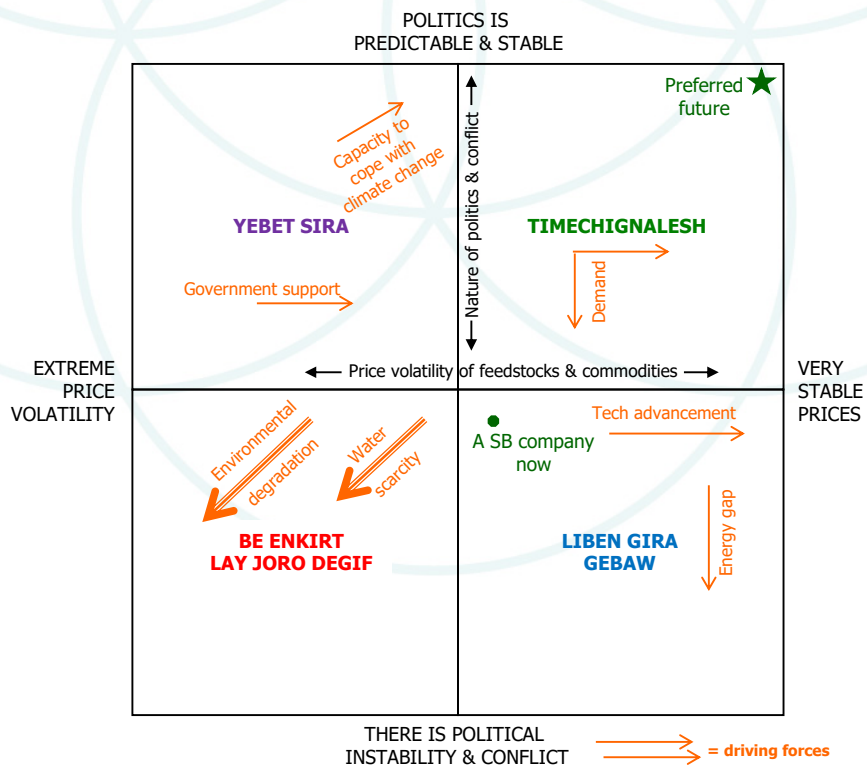 POLITICS IS
PREDICTABLE & STABLE
Preferred
future
Capacity to
cope with
climate change
Nature of politics & conflict
YEBET SIRA
TIMECHIGNALESH
Government support
Demand
EXTREME
PRICE
VOLATILITY
Price volatility of feedstocks & commodities
VERY
STABLE
PRICES
Environmental
degradation
Water
scarcity
Tech advancement
A SB company
now
Energy gap
BE ENKIRT
LAY JORO DEGIF
LIBEN GIRA
GEBAW
THERE IS POLITICAL
INSTABILITY & CONFLICT
= driving forces